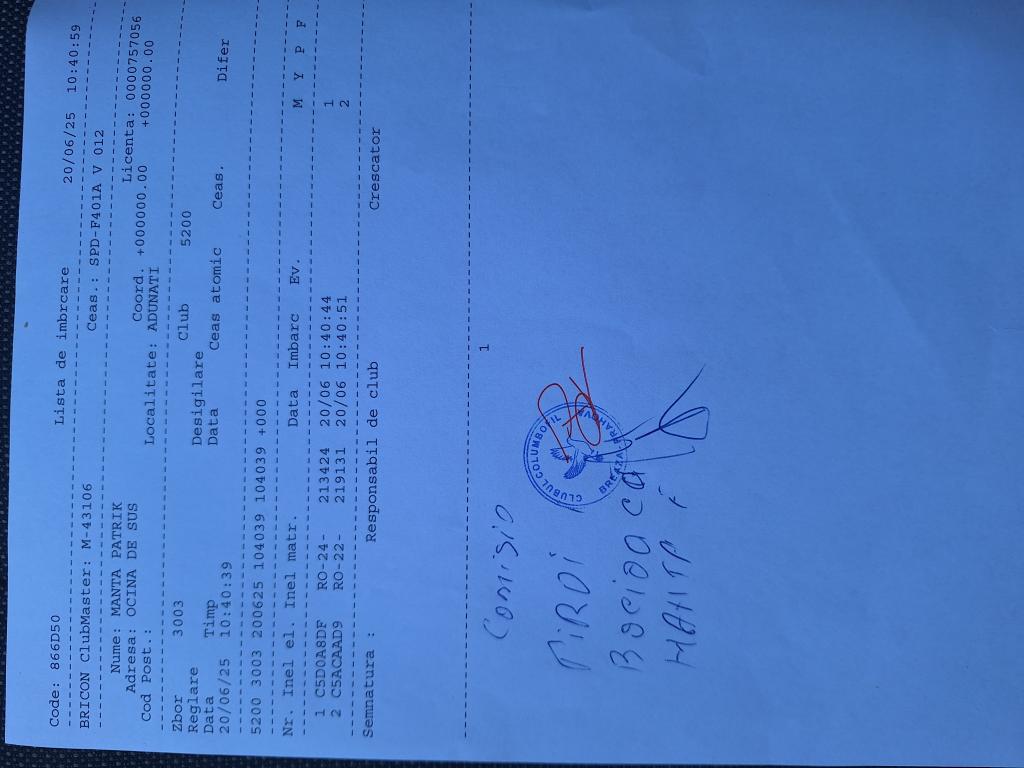 Code: 866D50 Lista de imbrcare 20/06/25 10:40:59
BRICON ClubMaster: M-43106 Ceas.: SPD-F401A V 012
Nume: MANTA PATRIK Licenta: 0000757056
Adresa: OCINA DE SUS Coord. +000000.00 +000000.00
Cod Post.: Localitate: ADUNATI
Zbor 3003 Club 5200
Reglare Desigilare
Data Timp Data Ceas atomic Ceas. Difer
20/06/25 10:40:39
5200 3003 200625 104039 104039 +000
Nr. Inel el. Inel matr. Data Imbarc Ev. M Y P F
1 C5D0A8DF RO-24- 213424 20/06 10:40:44 1
2 C5ACAAD9 RO-22- 219131 20/06 10:40:51 2
Semnatura : Responsabil de club Crescator
1
Comisio
CLUBUL COLUMBOFIL
BREAZA PRAHOVA